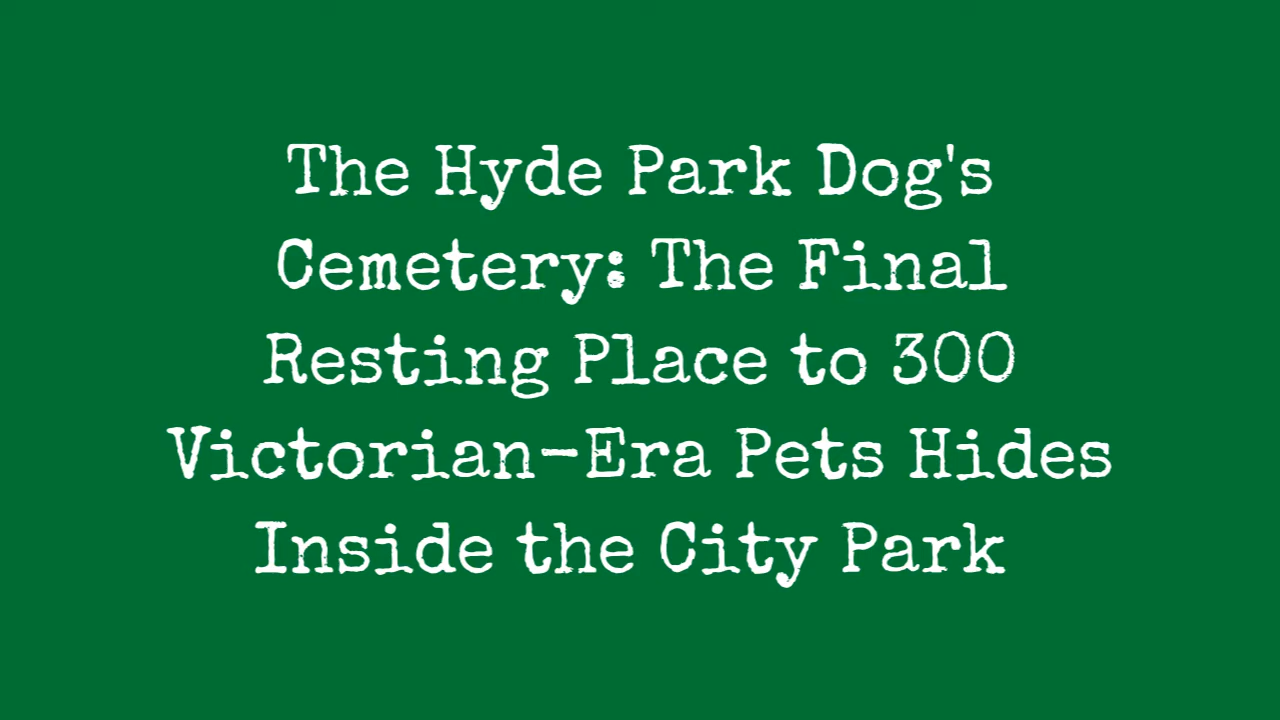 The Hyde Park Dog's
Cemetery: The Final
Resting Place to 300
Victorian-Era Pets Hides
Inside the City Park